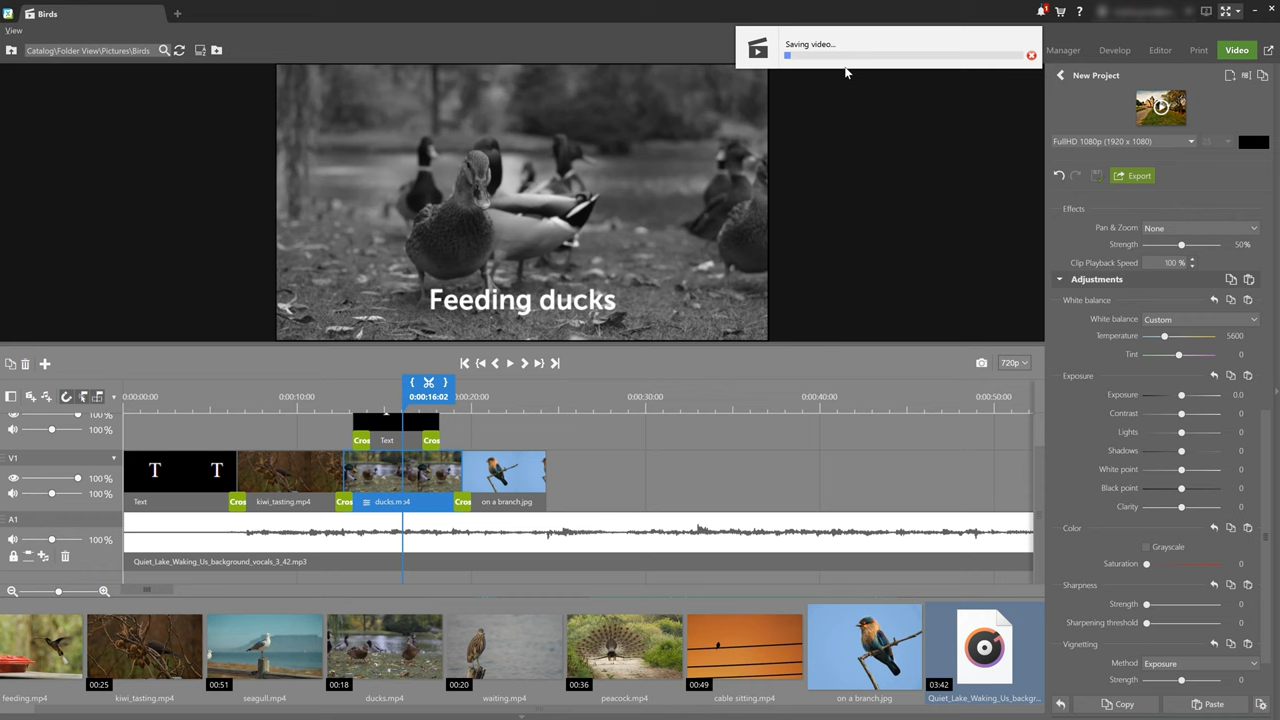 Birds
View
Catalog\Folder View\Pictures\Birds
Saving video...
Manager Develop Editor Print Video
New Project
FullHD 1080p (1920 x 1080) 25
Export
Effects
Pan & Zoom None
Strength 50%
Clip Playback Speed 100 %
Adjustments
White balance
White balance Custom
Temperature 5600
Tint 0
Exposure
Exposure 0.0
Contrast 0
Lights 0
Shadows 0
White point 0
Black point 0
Clarity 0
Color
Grayscale
Saturation 0
Sharpness
Strength 0
Sharpening threshold 0
Vignetting
Method Exposure
Strength 0
Copy Paste
Feeding ducks
720p
0:00:16:02
0:00:00:00 0:00:10:00 0:00:20:00 0:00:30:00 0:00:40:00 0:00:50:00
100 %
100 %
Cros Text Cros
V1
100 %
100 %
T T
Text Cros kiwi_tasting.mp4 Cros ducks.mp4 Cros on a branch.jpg
A1
100 %
Quiet_Lake_Waking_Us_background_vocals_3_42.mp3
00:25 00:51 00:18 00:20 00:36 00:49 03:42
feeding.mp4 kiwi_tasting.mp4 seagull.mp4 ducks.mp4 waiting.mp4 peacock.mp4 cable sitting.mp4 on a branch.jpg Quiet_Lake_Waking_Us_backgr...